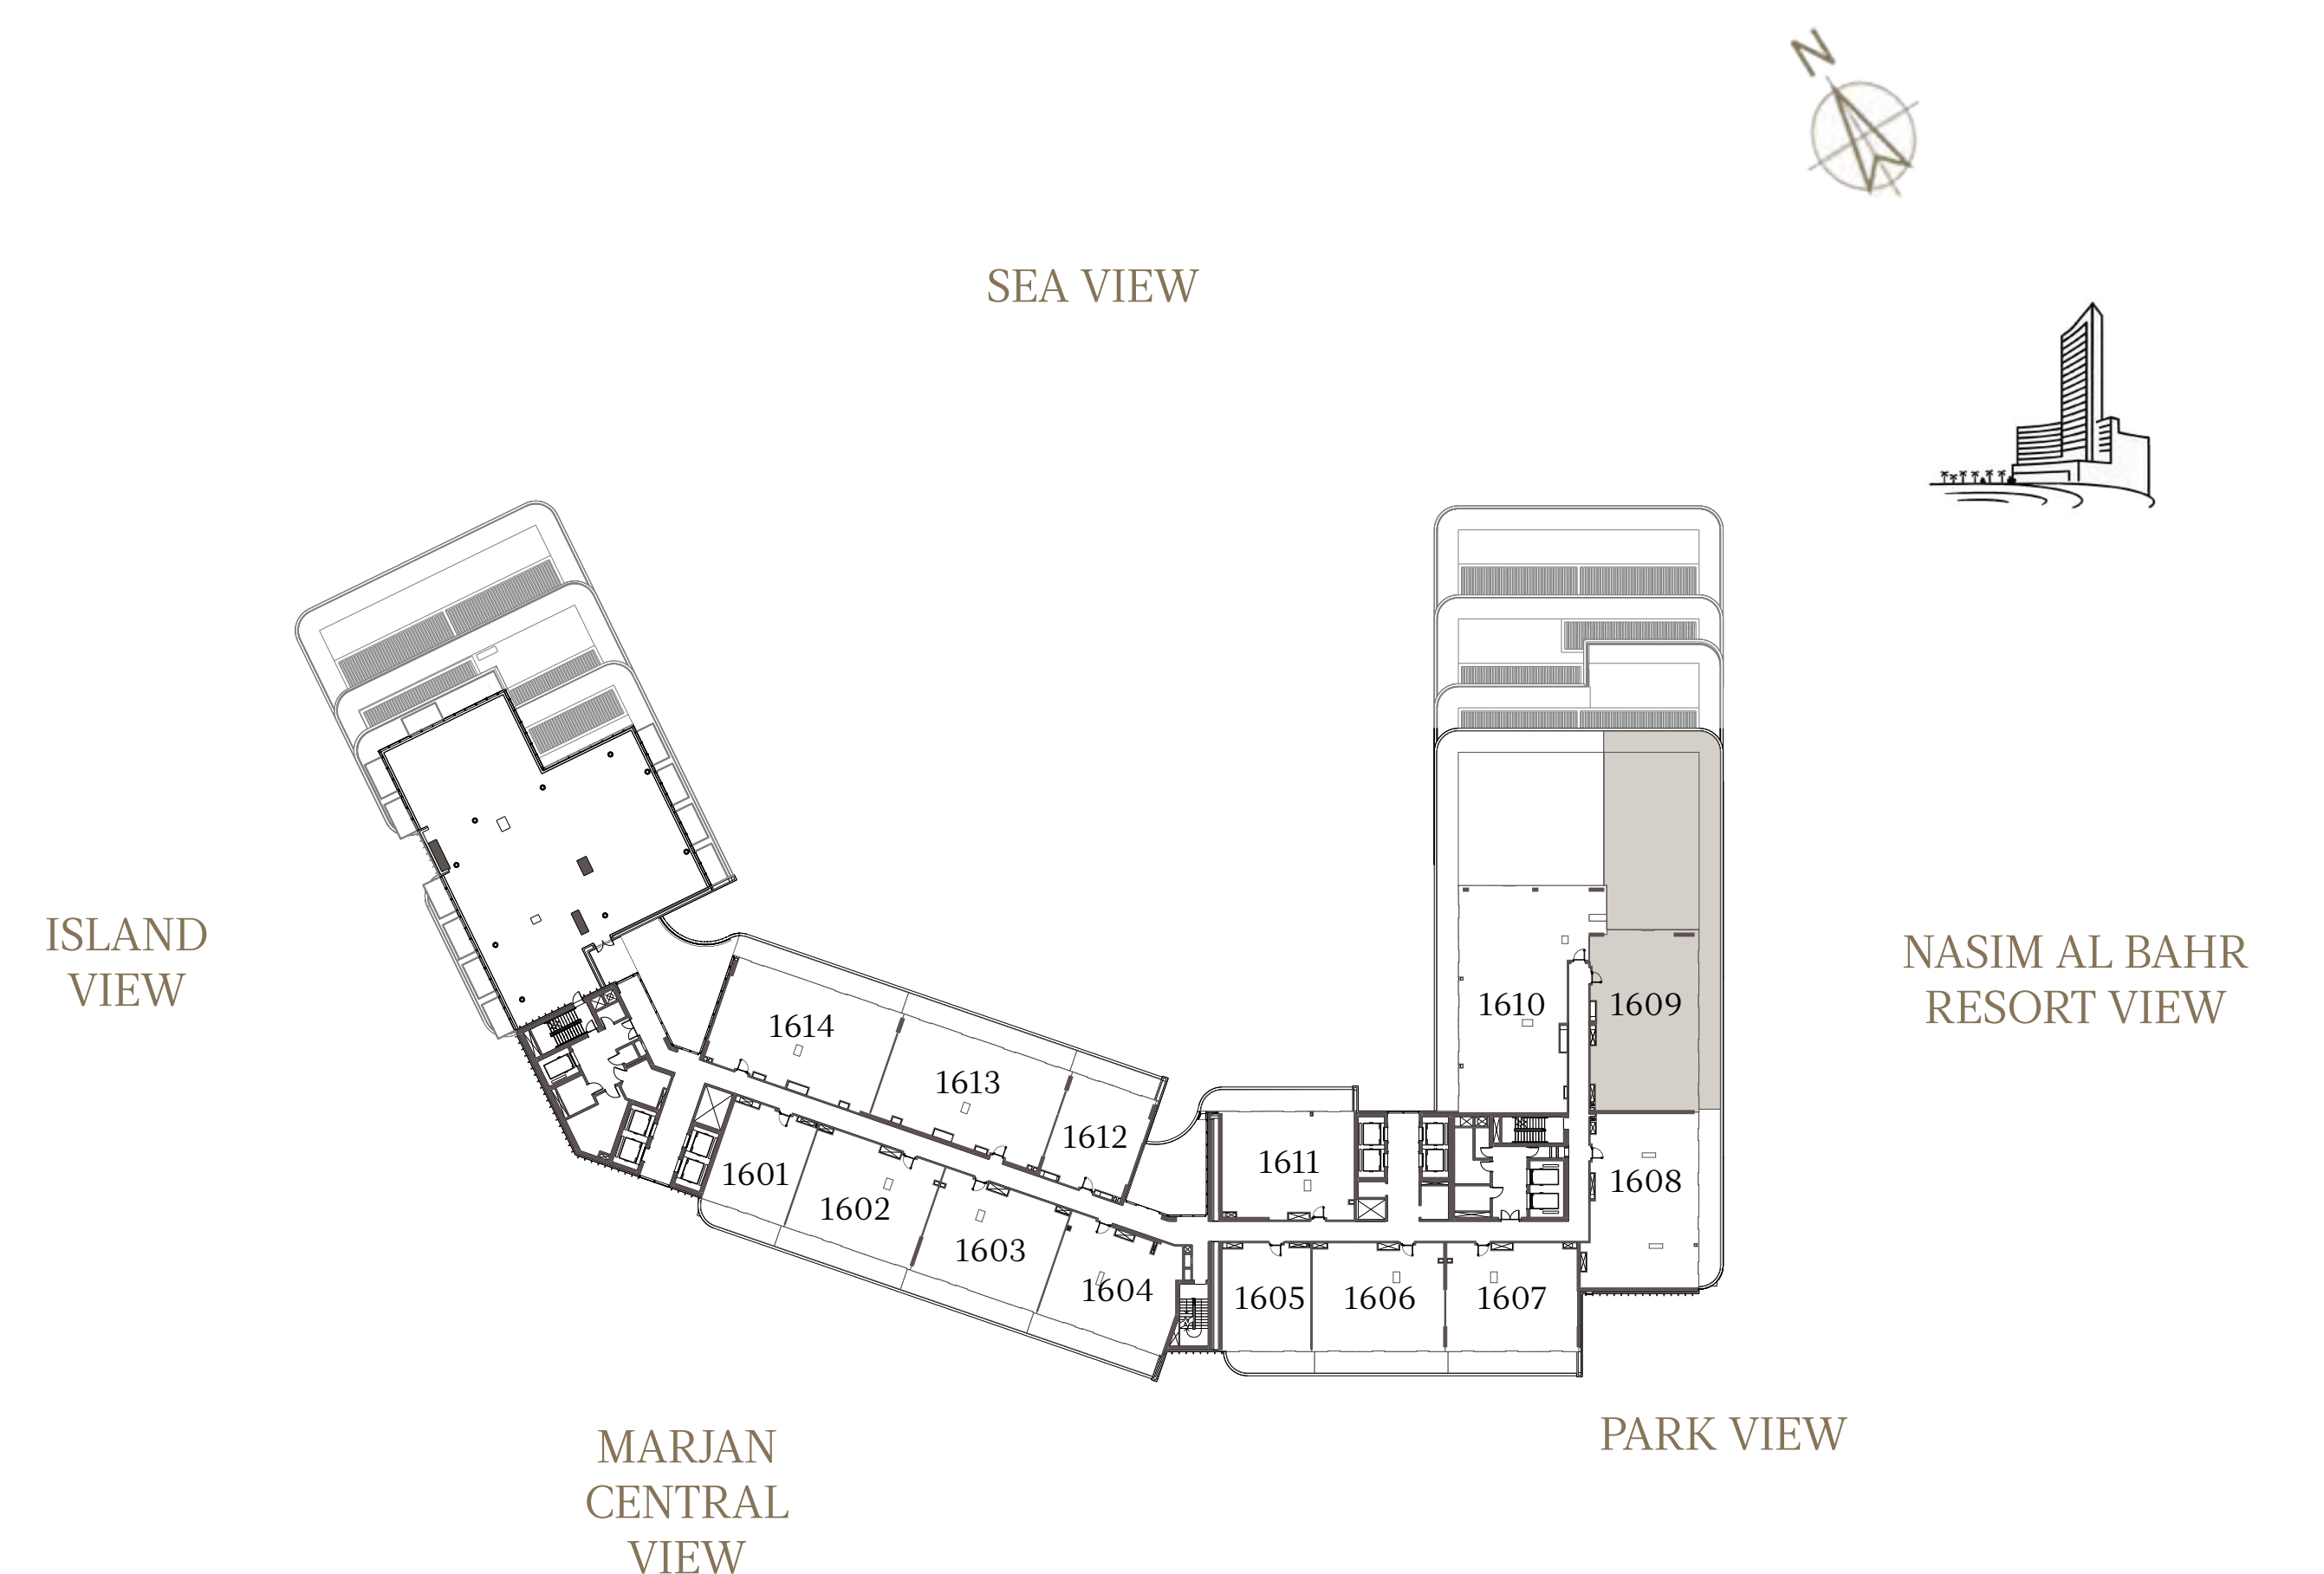 N
SEA VIEW
ISLAND
VIEW
NASIM AL BAHR
RESORT VIEW
1614
1613
1612
1601
1602
1603
1604
1611
1610
1609
1608
1605
1606
1607
PARK VIEW
MARJAN
CENTRAL
VIEW